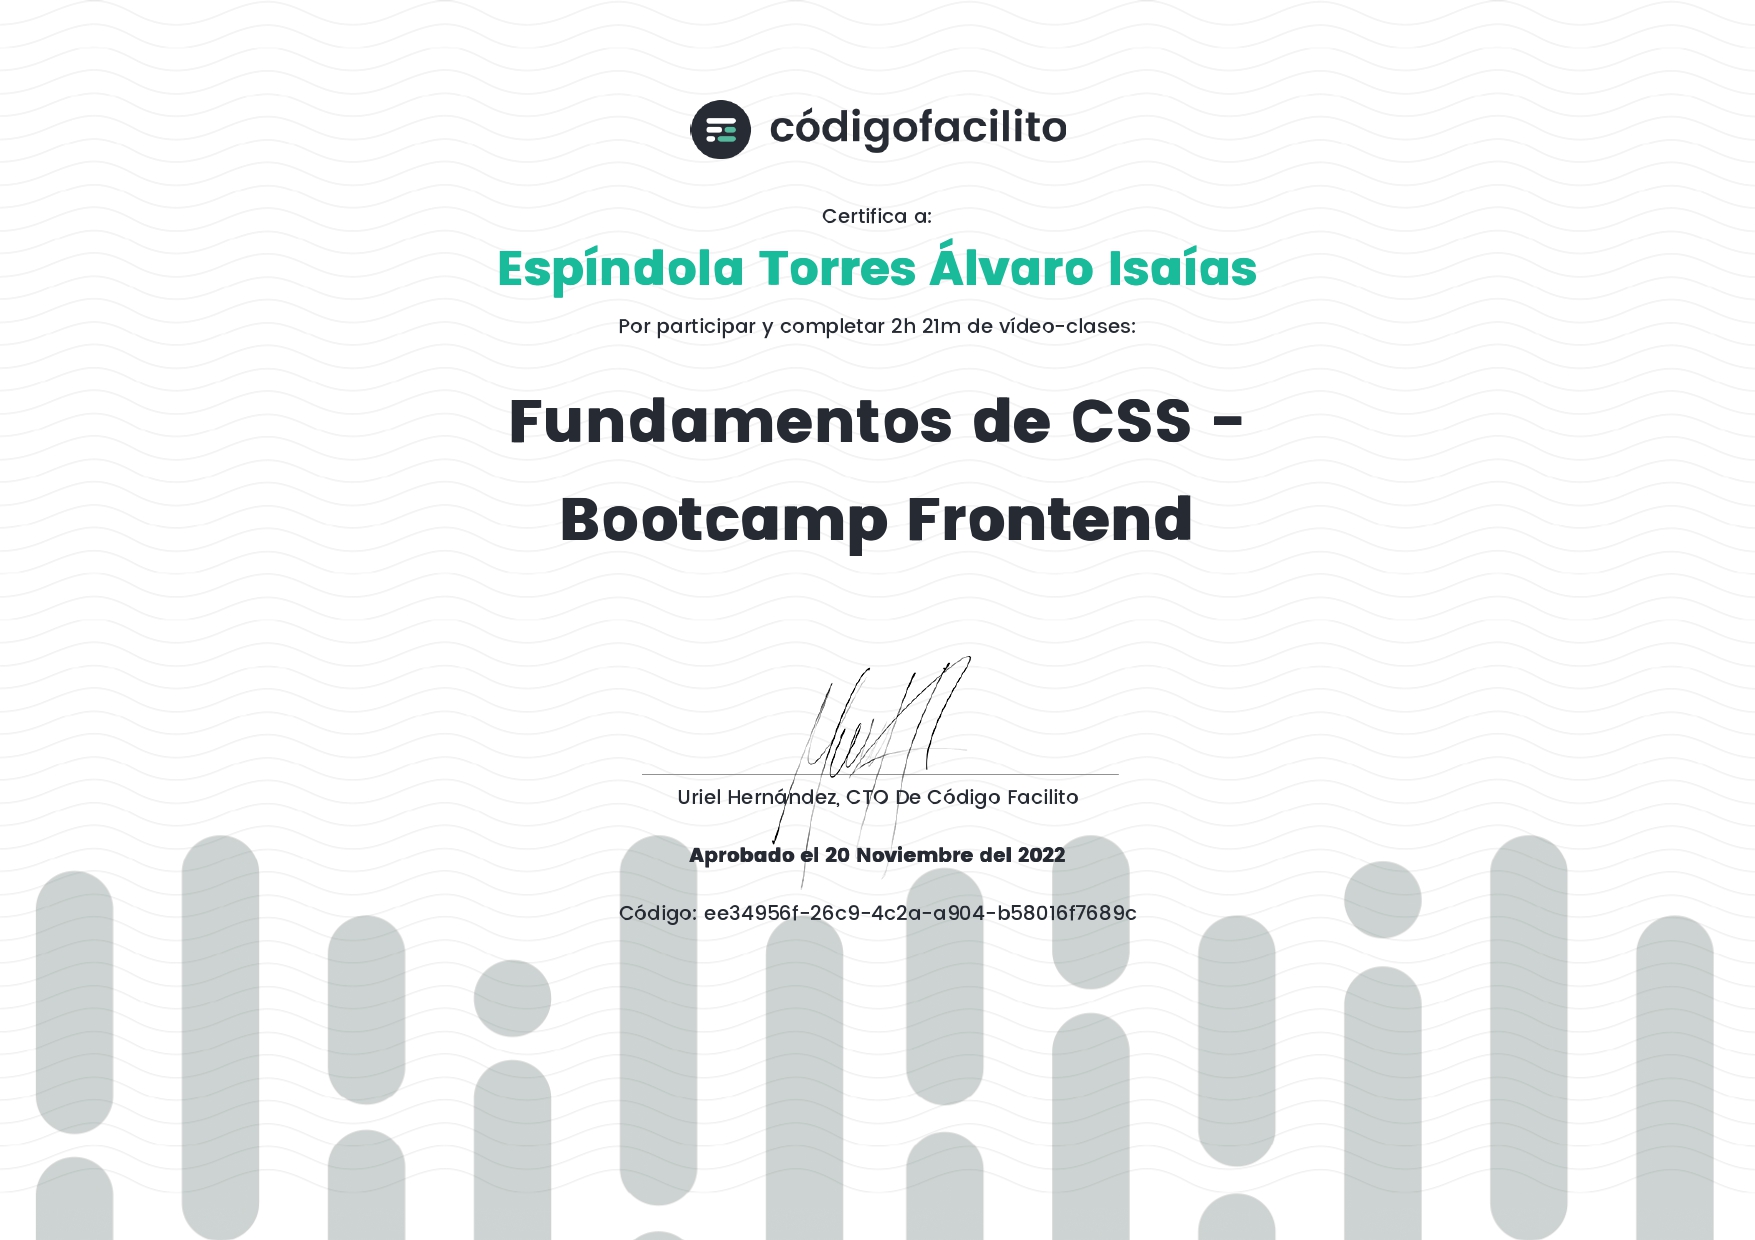 códigofacilito
Certifica a:
Espíndola Torres Álvaro Isaías
Por participar y completar 2h 21m de vídeo-clases:
Fundamentos de CSS -
Bootcamp Frontend
Uriel Hernández, CTO De Código Facilito
Aprobado el 20 Noviembre del 2022
Código: ee34956f-26c9-4c2a-a904-b58016f7689c